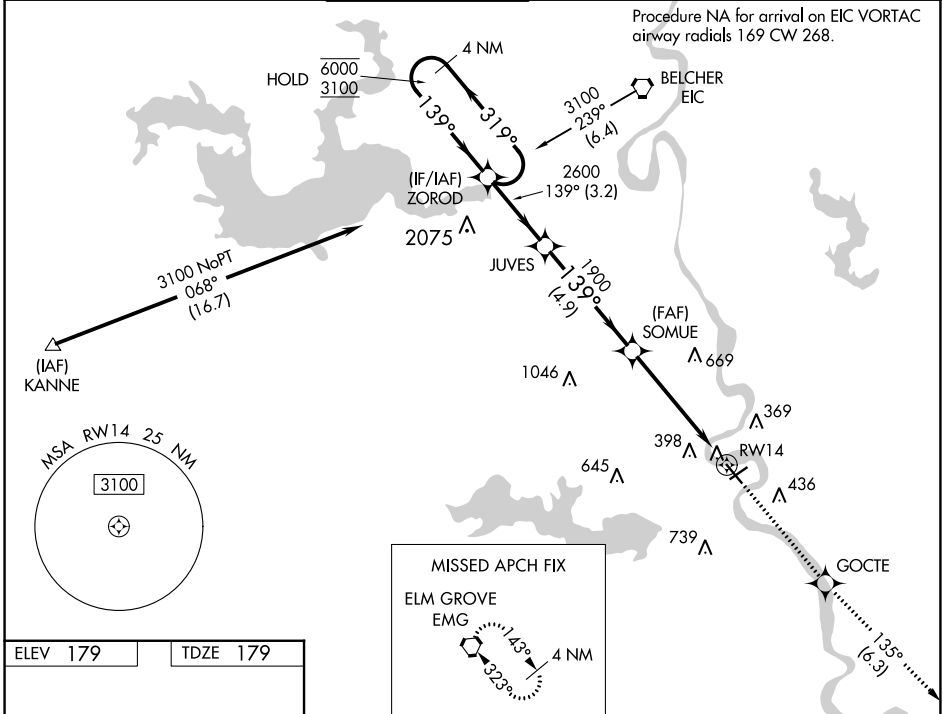 Procedure NA for arrival on EIC VORTAC
airway radials 169 CW 268.
4 NM
HOLD
6000
3100
139°
319°
BELCHER
EIC
3100
239°
(6.4)
(IF/IAF)
ZOROD
2600
139° (3.2)
2075
JUVES
3100 NoPT
068°
(16.7)
1900
139°
(4.9)
(IAF)
KANNE
(FAF)
SOMUE
669
1046
369
398
RW14
645
436
739
MSA RW14 25 NM
3100
GOCTE
135°
(6.3)
MISSED APCH FIX
ELM GROVE
EMG
143°
4 NM
323°
ELEV 179
TDZE 179